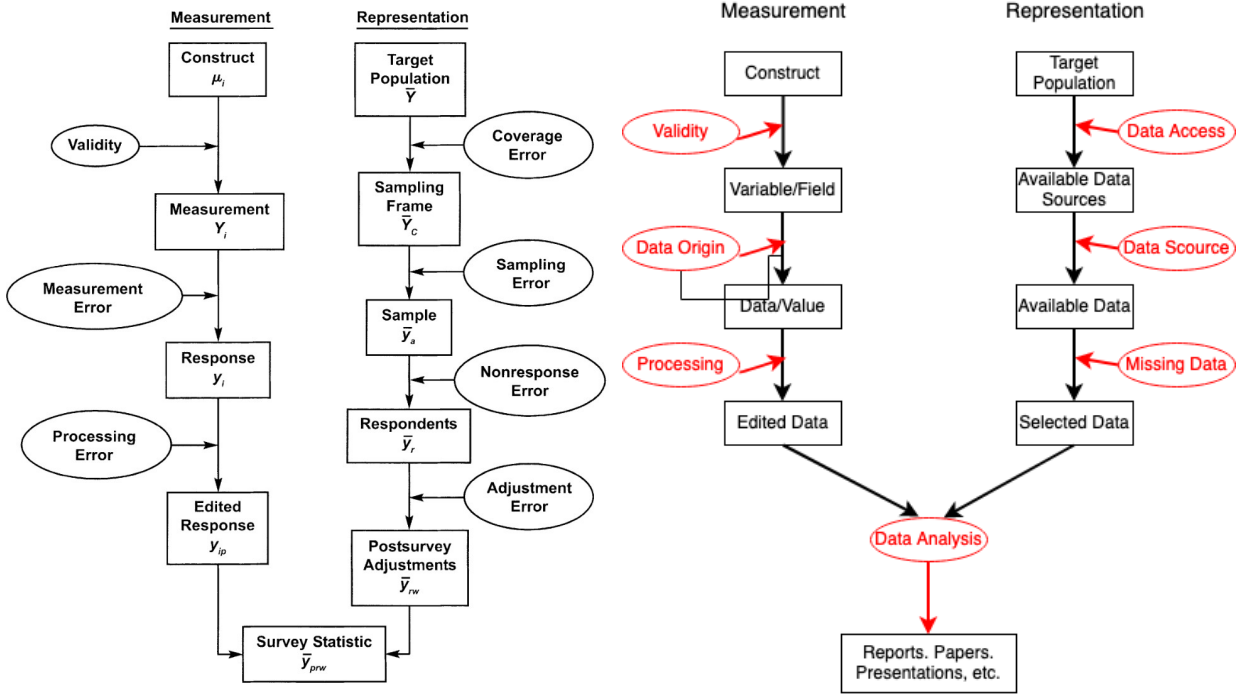 Measurement
Construct
μi
Validity
Measurement
Yi
Measurement
Error
Response
yi
Processing
Error
Edited
Response
yip
Representation
Target
Population
Ȳ
Coverage
Error
Sampling
Frame
ȲC
Sampling
Error
Sample
ȳa
Nonresponse
Error
Respondents
ȳr
Adjustment
Error
Postsurvey
Adjustments
ȳrw
Survey Statistic
ȳprw
Measurement
Construct
Validity
Variable/Field
Data Origin
Data/Value
Processing
Edited Data
Representation
Target
Population
Data Access
Available Data
Sources
Data Scource
Available Data
Missing Data
Selected Data
Data Analysis
Reports. Papers.
Presentations, etc.